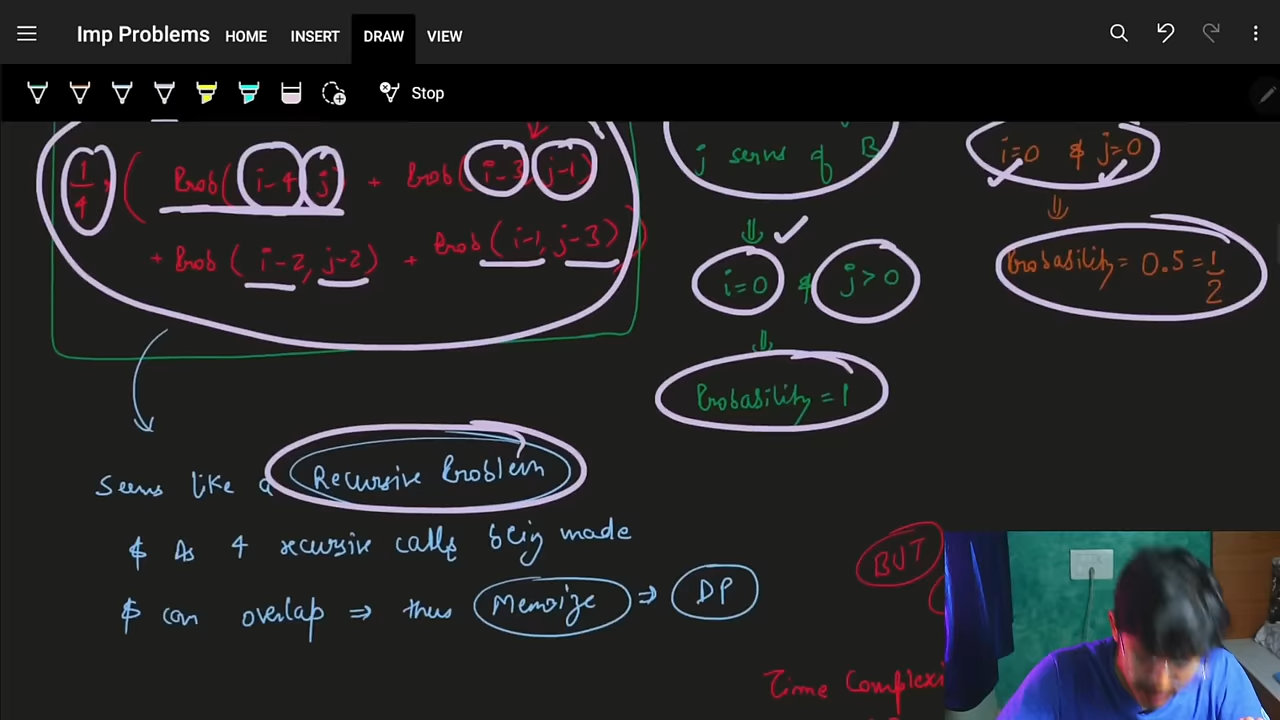 Imp Problems HOME INSERT DRAW VIEW
Stop
1/4 ( Prob( i-4, j) + Prob( i-3, j-1)
+ Prob ( i-2, j-2) + Prob ( i-1, j-3) )
j serves of B
⇓
i=0 & j>0
⇓
Probability = 1
i=0 & j=0
⇓
Probability = 0.5 = 1/2
Seems like a Recursive Problem
& As 4 recursive calls being made
& can overlap ⇒ thus Memoize ⇒ DP
BUT
Time Complexi